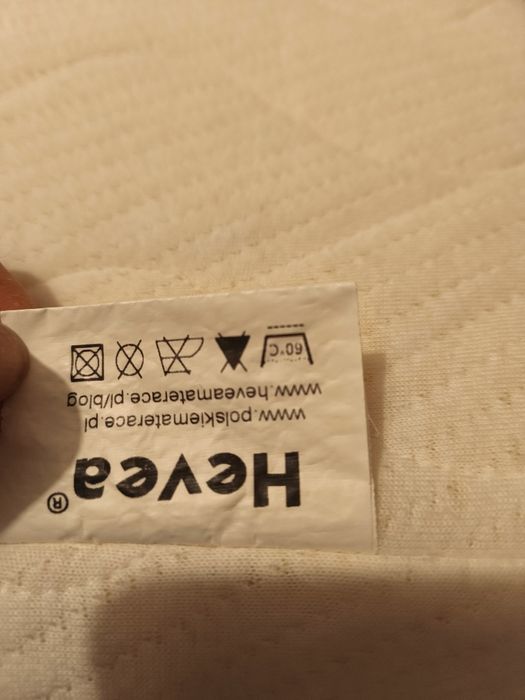 Hevea®
www.polskiematerace.pl
www.heveamaterace.pl/blog
60°C